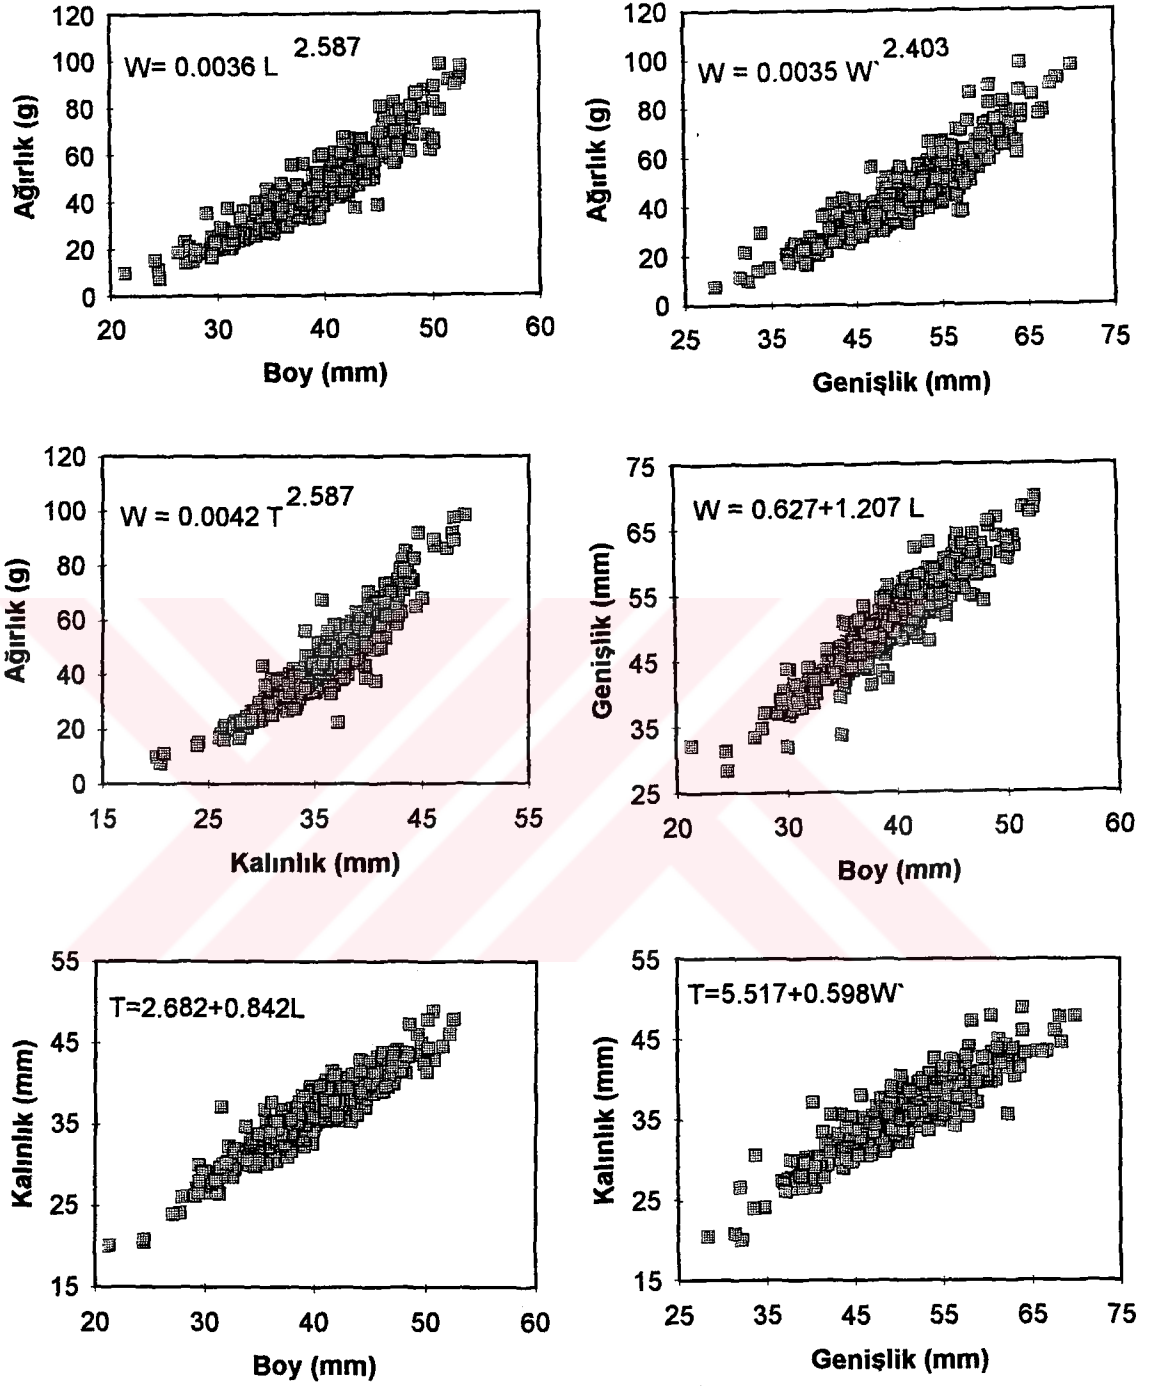 120
100
80
60
40
20
0
Ağırlık (g)
W= 0.0036 L 2.587
20 30 40 50 60
Boy (mm)
120
100
80
60
40
20
0
Ağırlık (g)
W = 0.0035 W` 2.403
25 35 45 55 65 75
Genişlik (mm)
120
100
80
60
40
20
0
Ağırlık (g)
W = 0.0042 T 2.587
15 25 35 45 55
Kalınlık (mm)
75
65
55
45
35
25
Genişlik (mm)
W = 0.627+1.207 L
20 30 40 50 60
Boy (mm)
55
45
35
25
15
Kalınlık (mm)
T=2.682+0.842L
20 30 40 50 60
Boy (mm)
55
45
35
25
15
Kalınlık (mm)
T=5.517+0.598W`
25 35 45 55 65 75
Genişlik (mm)